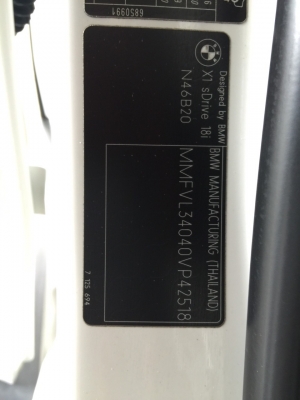 6850991
Designed by BMW
X1 sDrive 18i
N46B20
BMW MANUFACTURING (THAILAND)
MMFVL34040VP42518
7 125 694